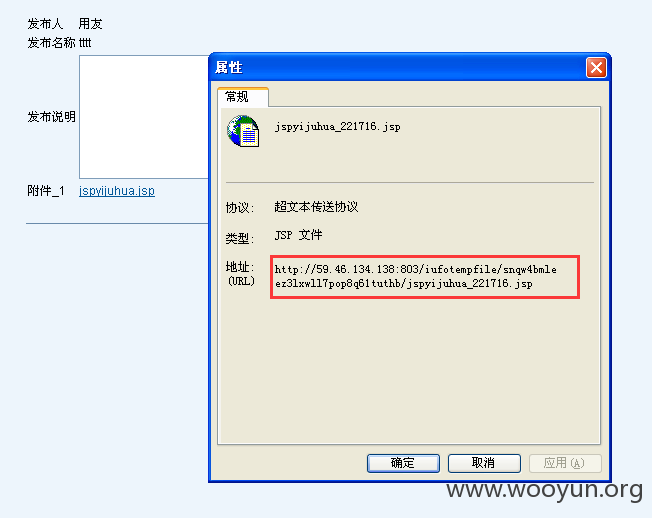 发布人 用友
发布名称 tttt
发布说明
附件_1 jspyijuhua.jsp
属性
常规
jspyijuhua_221716.jsp
协议: 超文本传送协议
类型: JSP 文件
地址: (URL)
http://59.46.134.138:803/iufotempfile/snqw4bmle
ez3lxwll7pop8q61tuthb/jspyijuhua_221716.jsp
确定 取消 应用(A)
www.wooyun.org